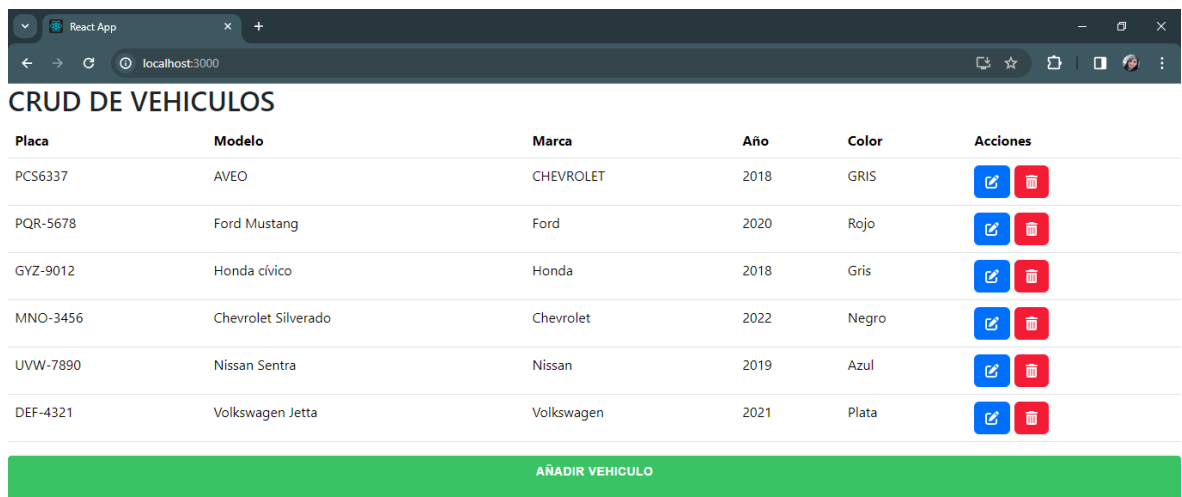 React App
localhost:3000
CRUD DE VEHICULOS
Placa Modelo Marca Año Color Acciones
PCS6337 AVEO CHEVROLET 2018 GRIS
PQR-5678 Ford Mustang Ford 2020 Rojo
GYZ-9012 Honda cívico Honda 2018 Gris
MNO-3456 Chevrolet Silverado Chevrolet 2022 Negro
UVW-7890 Nissan Sentra Nissan 2019 Azul
DEF-4321 Volkswagen Jetta Volkswagen 2021 Plata
AÑADIR VEHICULO